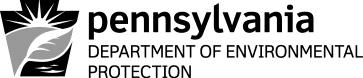 pennsylvania
DEPARTMENT OF ENVIRONMENTAL
PROTECTION